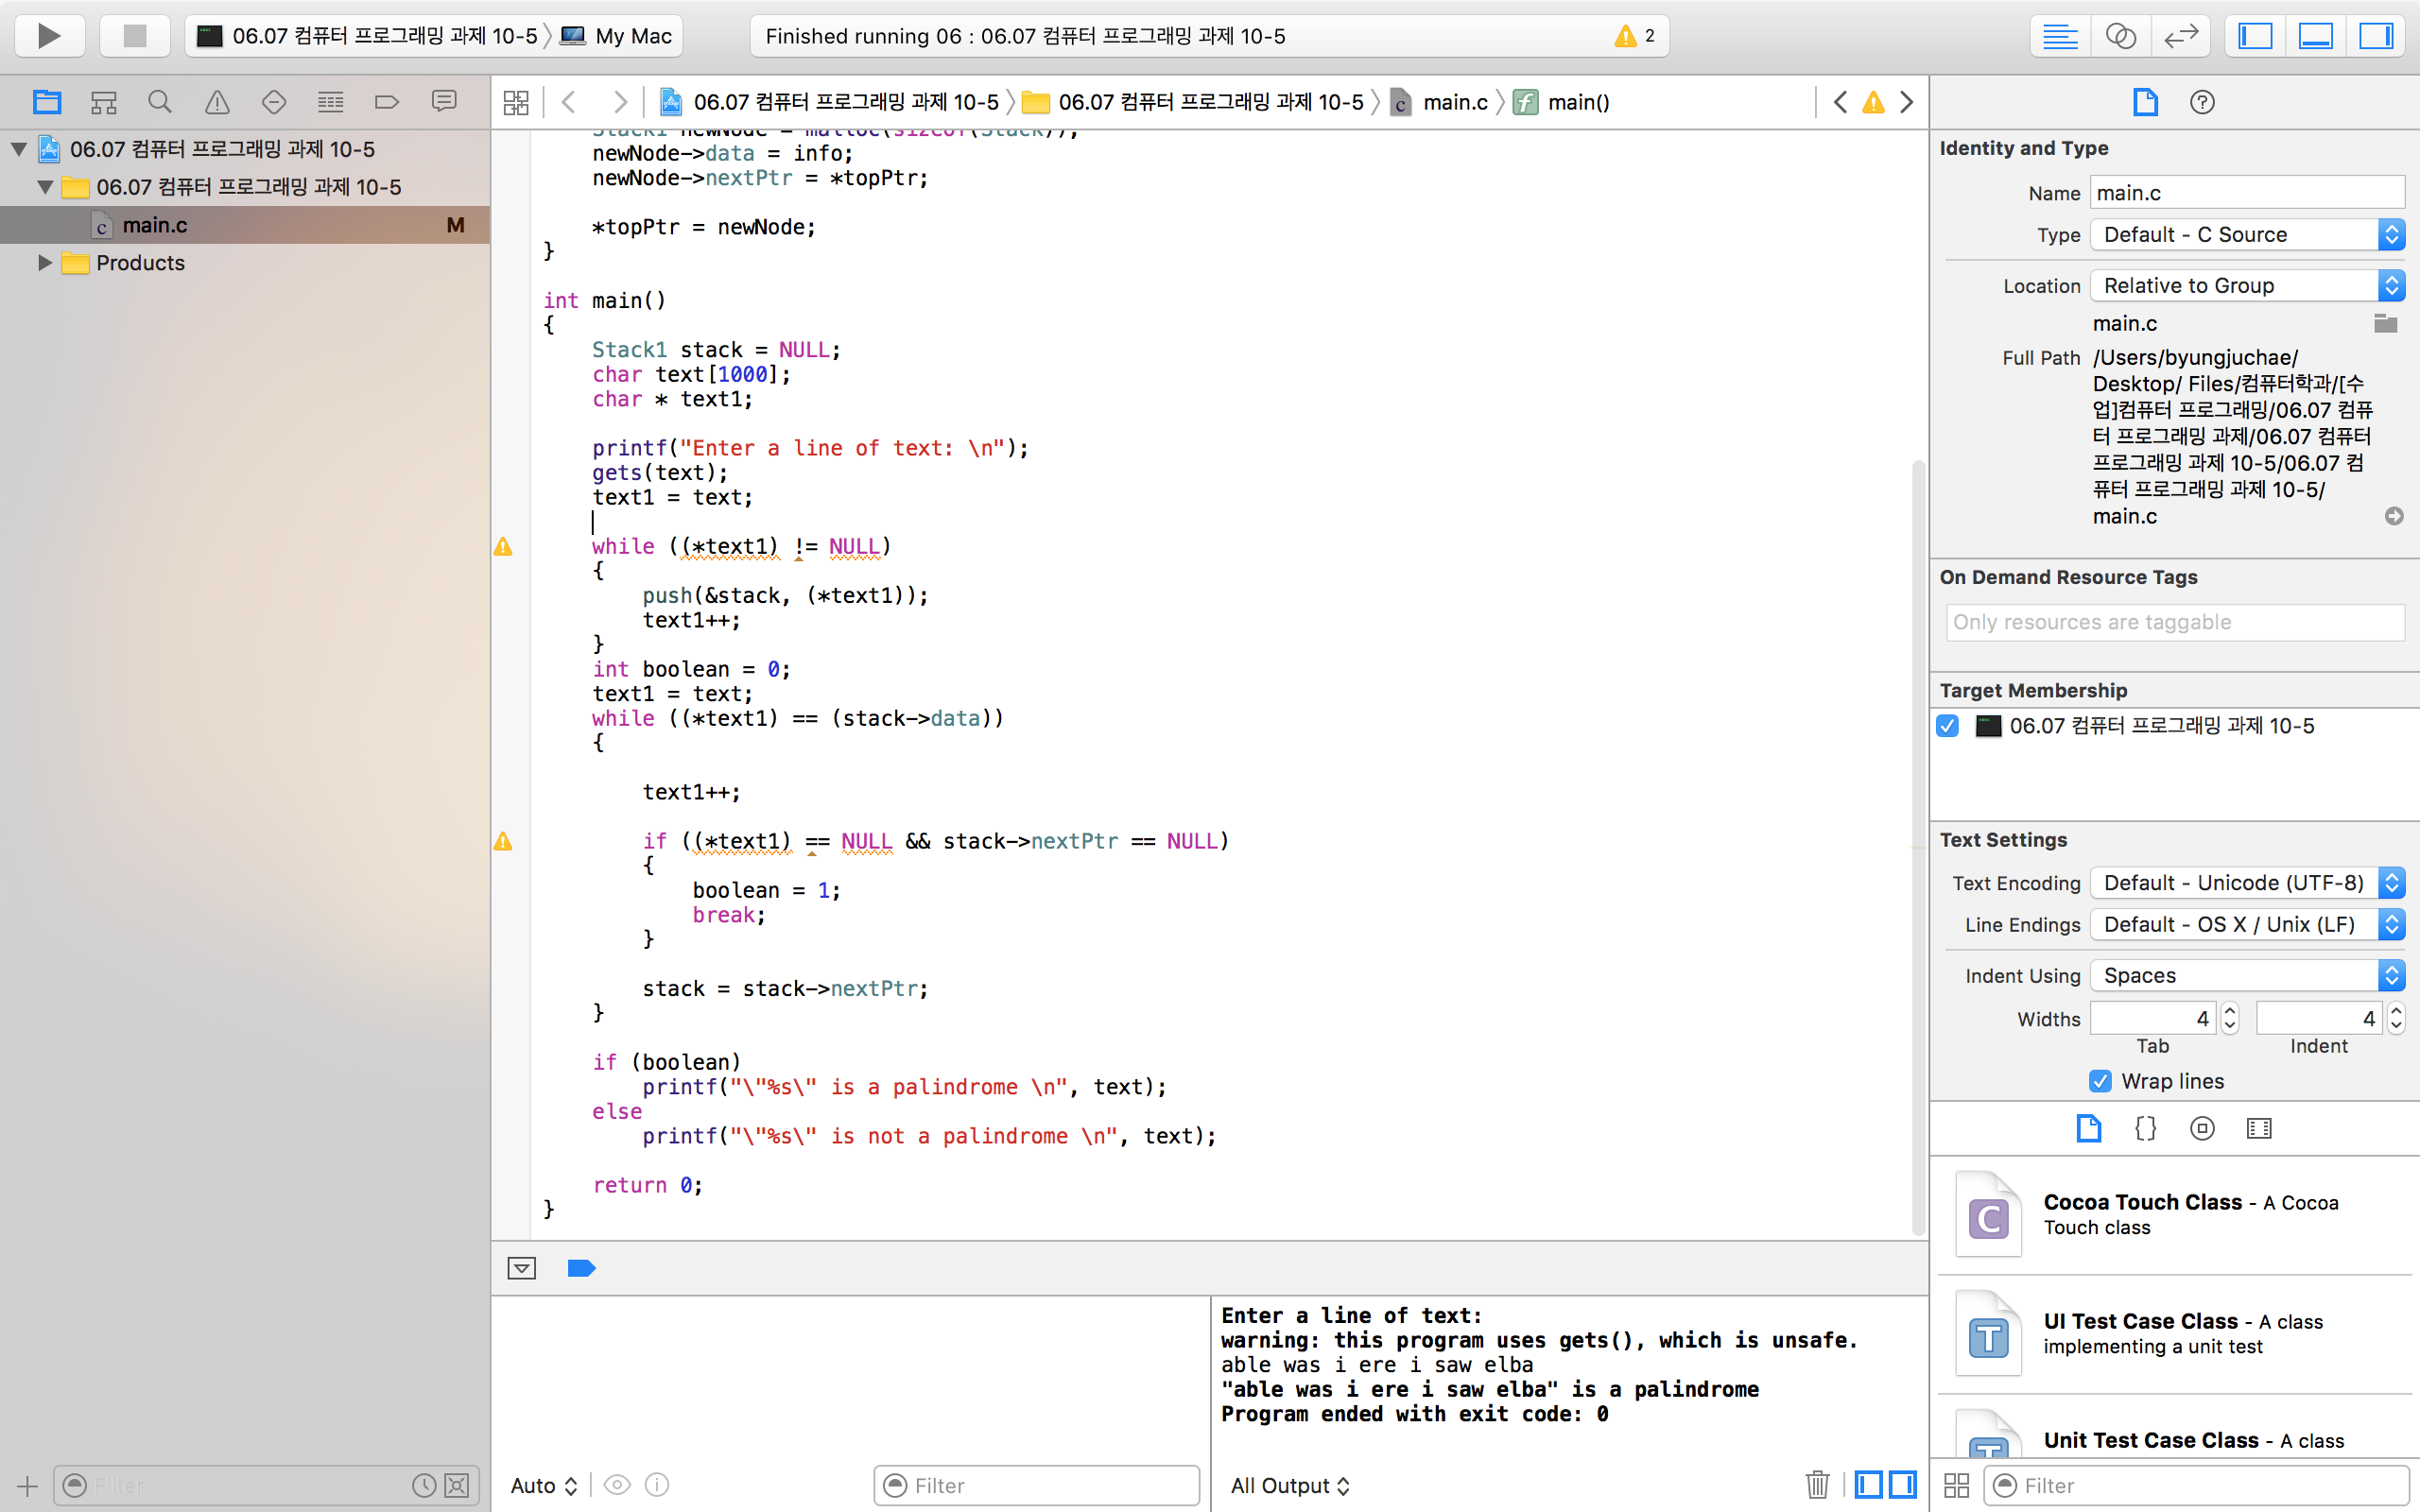 06.07 컴퓨터 프로그래밍 과제 10-5 My Mac
Finished running 06 : 06.07 컴퓨터 프로그래밍 과제 10-5
2
06.07 컴퓨터 프로그래밍 과제 10-5
06.07 컴퓨터 프로그래밍 과제 10-5
main.c M
Products
Filter
06.07 컴퓨터 프로그래밍 과제 10-5 06.07 컴퓨터 프로그래밍 과제 10-5 main.c main()
Stack1 newNode = malloc(sizeof(Stack));
newNode->data = info;
newNode->nextPtr = *topPtr;
*topPtr = newNode;
}
int main()
{
Stack1 stack = NULL;
char text[1000];
char * text1;
printf("Enter a line of text: \n");
gets(text);
text1 = text;
while ((*text1) != NULL)
{
push(&stack, (*text1));
text1++;
}
int boolean = 0;
text1 = text;
while ((*text1) == (stack->data))
{
text1++;
if ((*text1) == NULL && stack->nextPtr == NULL)
{
boolean = 1;
break;
}
stack = stack->nextPtr;
}
if (boolean)
printf("\"%s\" is a palindrome \n", text);
else
printf("\"%s\" is not a palindrome \n", text);
return 0;
}
Auto
Filter
Enter a line of text:
warning: this program uses gets(), which is unsafe.
able was i ere i saw elba
"able was i ere i saw elba" is a palindrome
Program ended with exit code: 0
All Output
Identity and Type
Name main.c
Type Default - C Source
Location Relative to Group
main.c
Full Path /Users/byungjuchae/
Desktop/ Files/컴퓨터학과/[수
업]컴퓨터 프로그래밍/06.07 컴퓨
터 프로그래밍 과제/06.07 컴퓨터
프로그래밍 과제 10-5/06.07 컴
퓨터 프로그래밍 과제 10-5/
main.c
On Demand Resource Tags
Only resources are taggable
Target Membership
06.07 컴퓨터 프로그래밍 과제 10-5
Text Settings
Text Encoding Default - Unicode (UTF-8)
Line Endings Default - OS X / Unix (LF)
Indent Using Spaces
Widths 4 4
Tab Indent
Wrap lines
Cocoa Touch Class - A Cocoa
Touch class
UI Test Case Class - A class
implementing a unit test
Unit Test Case Class - A class
Filter